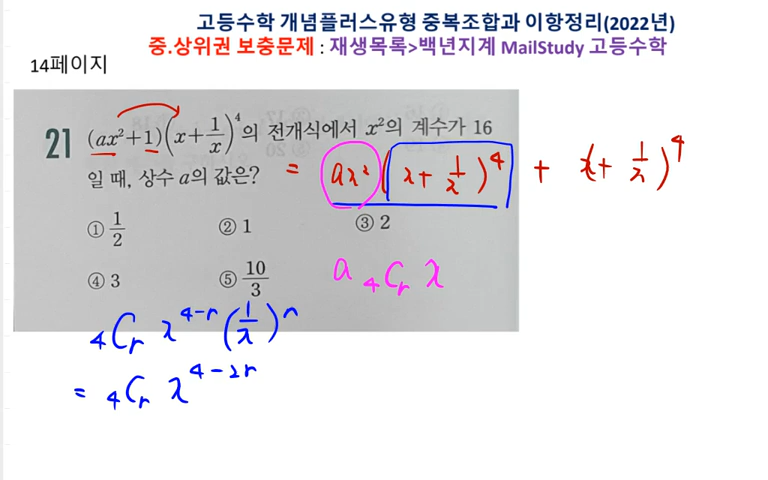 고등수학 개념플러스유형 중복조합과 이항정리(2022년)
중.상위권 보충문제 : 재생목록>백년지계 MailStudy 고등수학
14페이지
21 (ax²+1)(x+1/x)⁴의 전개식에서 x²의 계수가 16
일 때, 상수 a의 값은?
= ax² (x + 1/x)⁴ + (x + 1/x)⁴
① 1/2 ② 1 ③ 2
④ 3 ⑤ 10/3
a ₄Cᵣ x
₄Cᵣ x⁴⁻ʳ (1/x)ʳ
= ₄Cᵣ x⁴⁻²ʳ